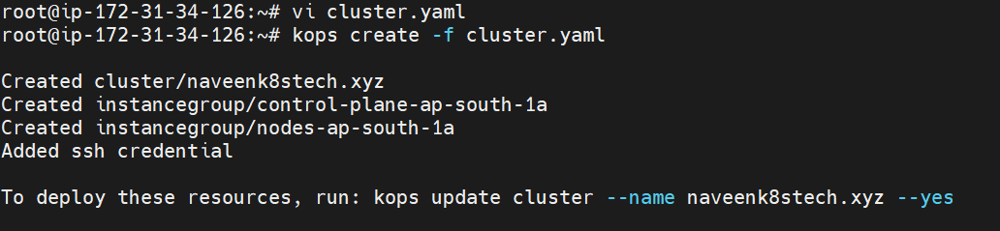 root@ip-172-31-34-126:~# vi cluster.yaml
root@ip-172-31-34-126:~# kops create -f cluster.yaml
Created cluster/naveenk8stech.xyz
Created instancegroup/control-plane-ap-south-1a
Created instancegroup/nodes-ap-south-1a
Added ssh credential
To deploy these resources, run: kops update cluster --name naveenk8stech.xyz --yes